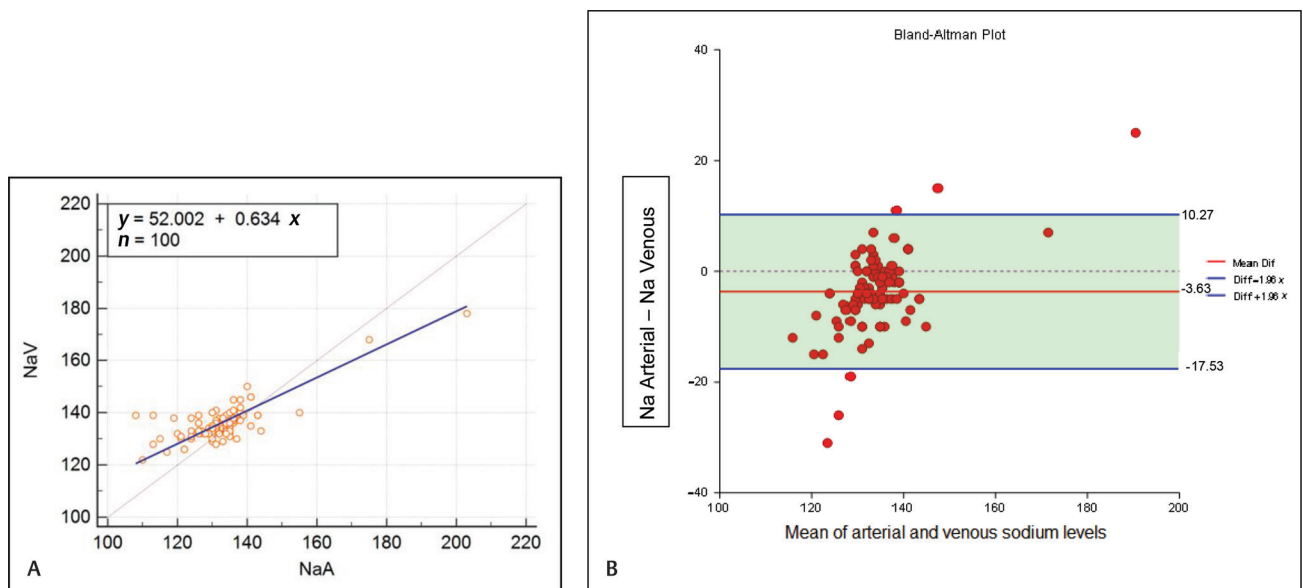 y = 52.002 + 0.634 x
n = 100
220
200
180
160
140
120
100
NaV
100 120 140 160 180 200 220
NaA
A
Bland-Altman Plot
40
20
0
−20
−40
Na Arterial – Na Venous
10.27
-3.63
-17.53
Mean Dif
Diff−1.96 x
Diff+1.96 x
100 120 140 160 180 200
Mean of arterial and venous sodium levels
B